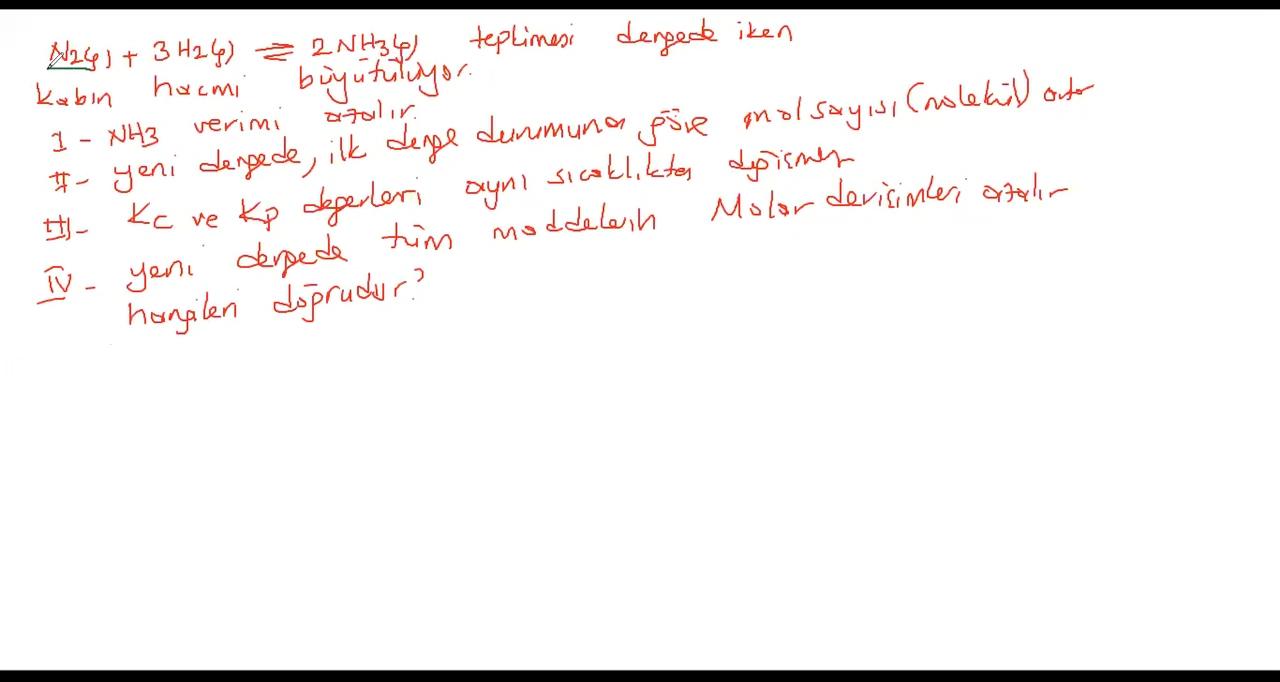 N2(g) + 3H2(g) ⇌ 2NH3(g) tepkimesi dengede iken
kabın hacmi büyütülüyor.
I - NH3 verimi azalır.
II - yeni dengede, ilk denge durumuna göre mol sayısı (molekül) artar
III - Kc ve Kp değerleri aynı sıcaklıkta değişmez
IV - yeni dengede tüm maddelerin Molar derişimleri azalır
hangileri doğrudur?